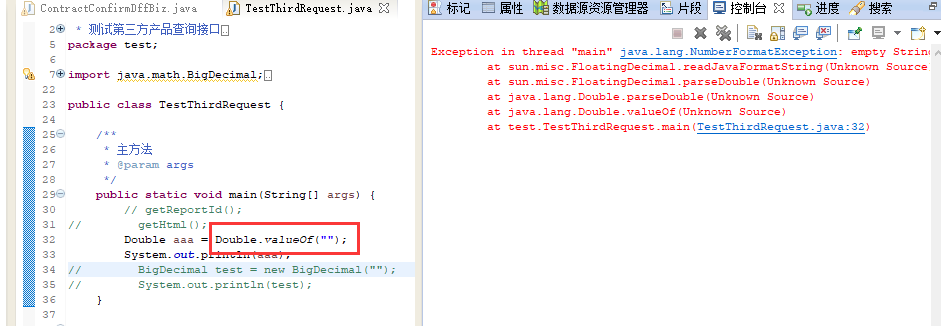 ContractConfirmDffBiz.java
TestThirdRequest.java
2 * 测试第三方产品查询接口
5 package test;
6
7 import java.math.BigDecimal;
22
23 public class TestThirdRequest {
24
25 /**
26 * 主方法
27 * @param args
28 */
29 public static void main(String[] args) {
30 // getReportId();
31 // getHtml();
32 Double aaa = Double.valueOf("");
33 System.out.println(aaa);
34 // BigDecimal test = new BigDecimal("");
35 // System.out.println(test);
36 }
标记 属性 数据源资源管理器 片段 控制台 进度 搜索
Exception in thread "main" java.lang.NumberFormatException: empty Strin
at sun.misc.FloatingDecimal.readJavaFormatString(Unknown Source
at sun.misc.FloatingDecimal.parseDouble(Unknown Source)
at java.lang.Double.parseDouble(Unknown Source)
at java.lang.Double.valueOf(Unknown Source)
at test.TestThirdRequest.main(TestThirdRequest.java:32)